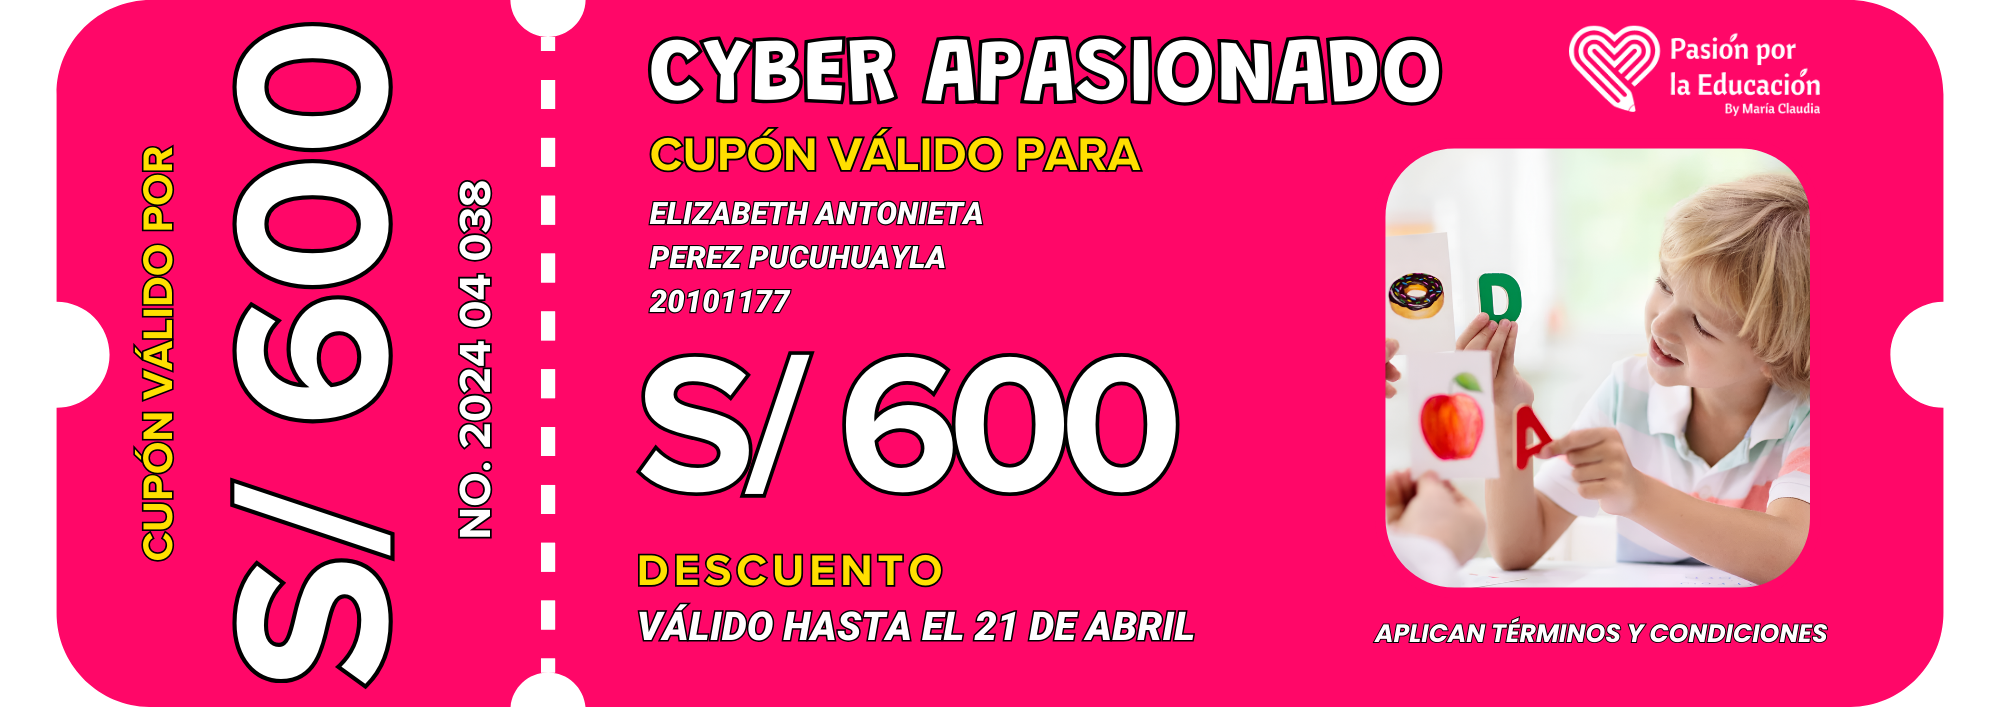 CUPÓN VÁLIDO POR
S/ 600
NO. 2024 04 038
CYBER APASIONADO
Pasión por
la Educación
By María Claudia
CUPÓN VÁLIDO PARA
ELIZABETH ANTONIETA
PEREZ PUCUHUAYLA
20101177
S/ 600
D
A
DESCUENTO
VÁLIDO HASTA EL 21 DE ABRIL
APLICAN TÉRMINOS Y CONDICIONES